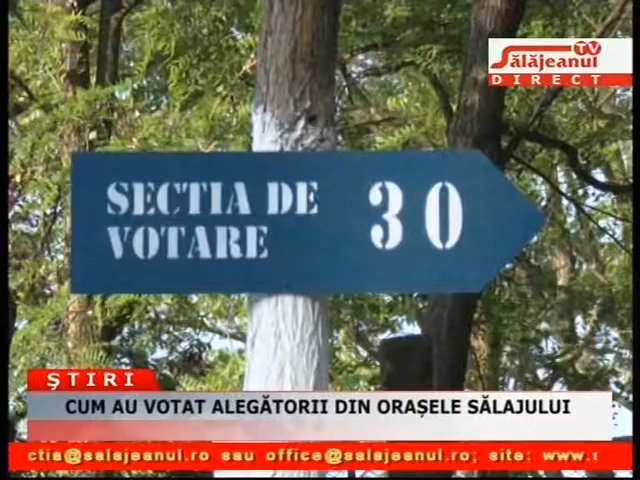 Sălăjeanul TV
DIRECT
SECTIA DE
VOTARE
30
ŞTIRI
CUM AU VOTAT ALEGĂTORII DIN ORAŞELE SĂLAJULUI
ctia@salajeanul.ro sau office@salajeanul.ro; site: www.